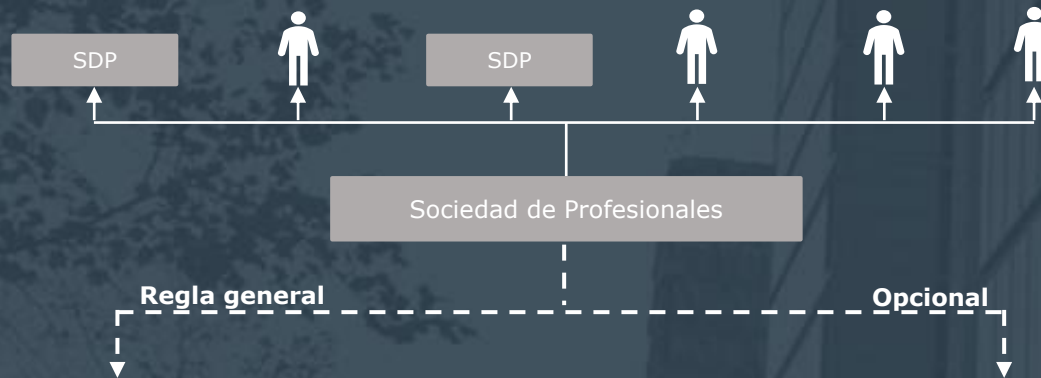 SDP
SDP
Sociedad de Profesionales
Regla general
Opcional